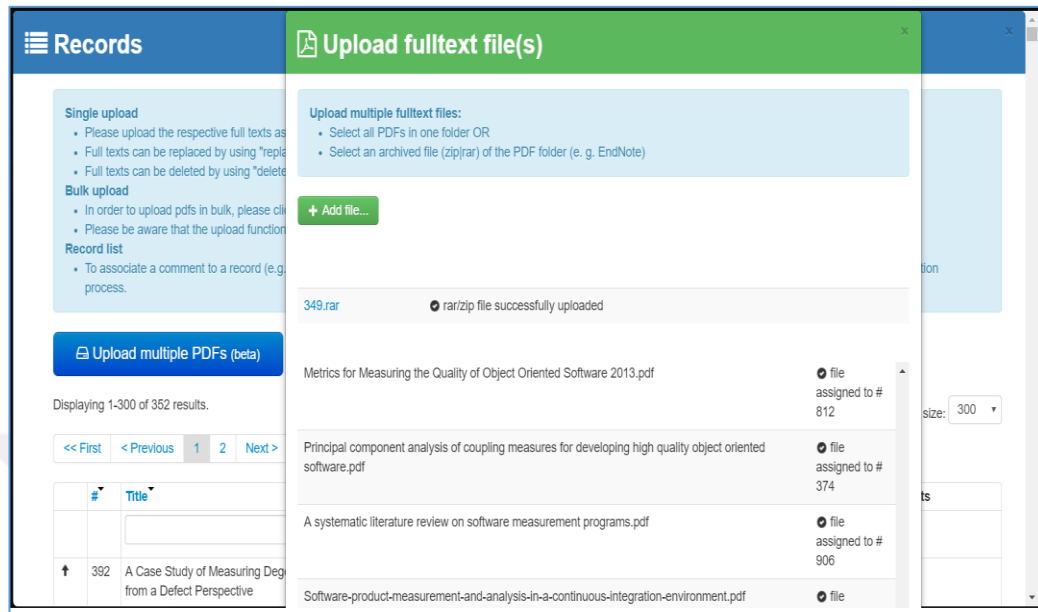 Records
Single upload
Please upload the respective full texts as
Full texts can be replaced by using "repla
Full texts can be deleted by using "delete
Bulk upload
In order to upload pdfs in bulk, please clic
Please be aware that the upload function
Record list
To associate a comment to a record (e.g.
tion
process.
Upload multiple PDFs (beta)
Displaying 1-300 of 352 results.
size: 300
<< First < Previous 1 2 Next >
# Title
ts
392 A Case Study of Measuring Deg
from a Defect Perspective
x
Upload fulltext file(s) x
Upload multiple fulltext files:
Select all PDFs in one folder OR
Select an archived file (zip|rar) of the PDF folder (e. g. EndNote)
+ Add file...
349.rar rar/zip file successfully uploaded
Metrics for Measuring the Quality of Object Oriented Software 2013.pdf file
assigned to #
812
Principal component analysis of coupling measures for developing high quality object oriented file
software.pdf assigned to #
374
A systematic literature review on software measurement programs.pdf file
assigned to #
906
Software-product-measurement-and-analysis-in-a-continuous-integration-environment.pdf file